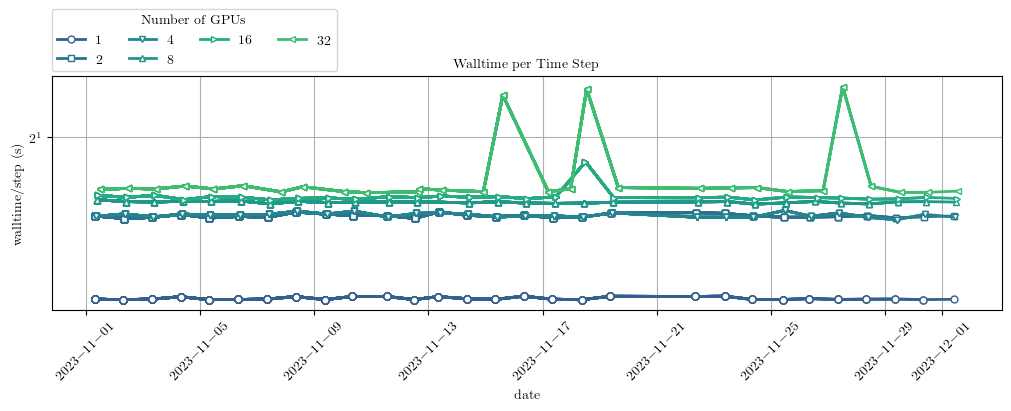 Number of GPUs
1 4 16 32
2 8
Walltime per Time Step
walltime/step (s)
2¹
2023−11−01 2023−11−05 2023−11−09 2023−11−13 2023−11−17 2023−11−21 2023−11−25 2023−11−29 2023−12−01
date